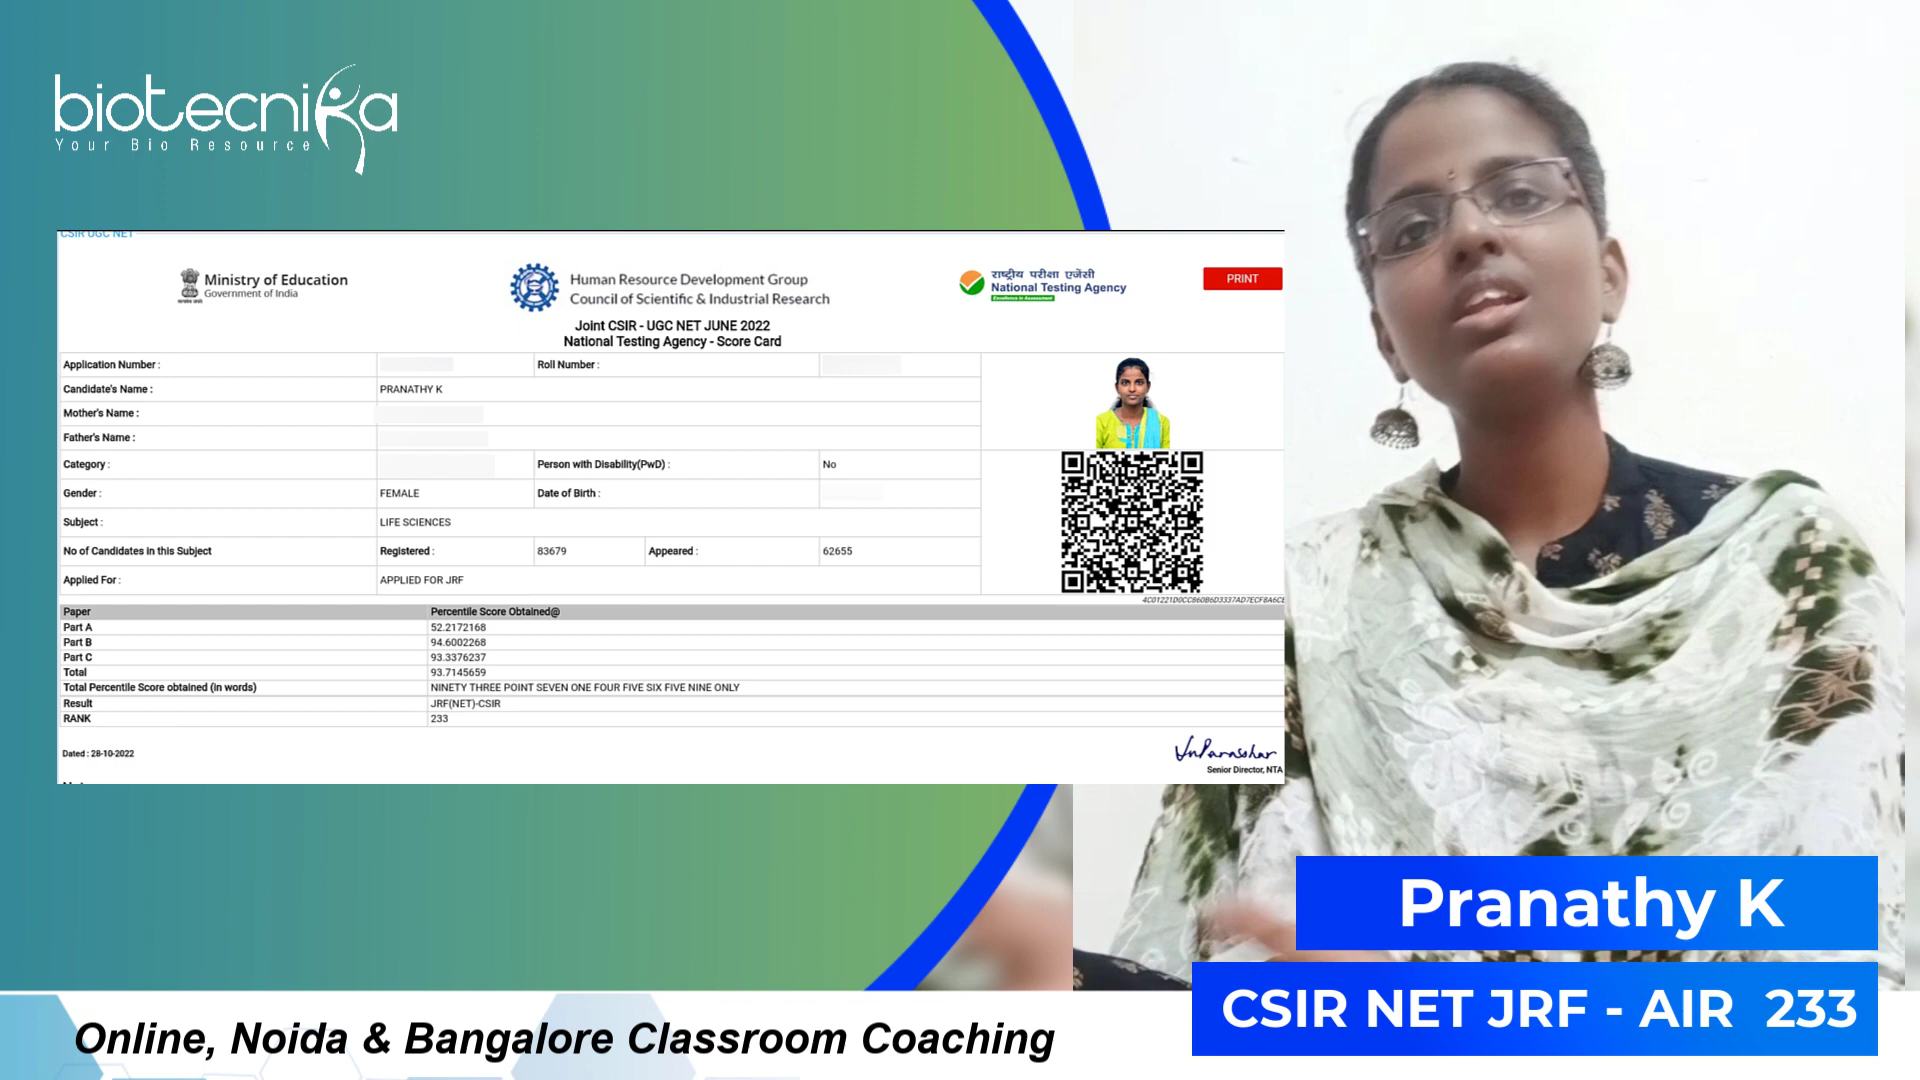 biotecnika
Your Bio Resource
CSIR UGC NET
Ministry of Education
Government of India
Human Resource Development Group
Council of Scientific & Industrial Research
राष्ट्रीय परीक्षा एजेंसी
National Testing Agency
Excellence in Assessment
PRINT
Joint CSIR - UGC NET JUNE 2022
National Testing Agency - Score Card
Application Number : Roll Number :
Candidate's Name : PRANATHY K
Mother's Name :
Father's Name :
Category : Person with Disability(PwD) : No
Gender : FEMALE Date of Birth :
Subject : LIFE SCIENCES
No of Candidates in this Subject Registered : 83679 Appeared : 62655
Applied For : APPLIED FOR JRF
Paper Percentile Score Obtained@
Part A 52.2172168
Part B 94.6002268
Part C 93.3376237
Total 93.7145659
Total Percentile Score obtained (in words) NINETY THREE POINT SEVEN ONE FOUR FIVE SIX FIVE NINE ONLY
Result JRF(NET)-CSIR
RANK 233
Dated : 28-10-2022
Senior Director, NTA
Pranathy K
CSIR NET JRF - AIR 233
Online, Noida & Bangalore Classroom Coaching